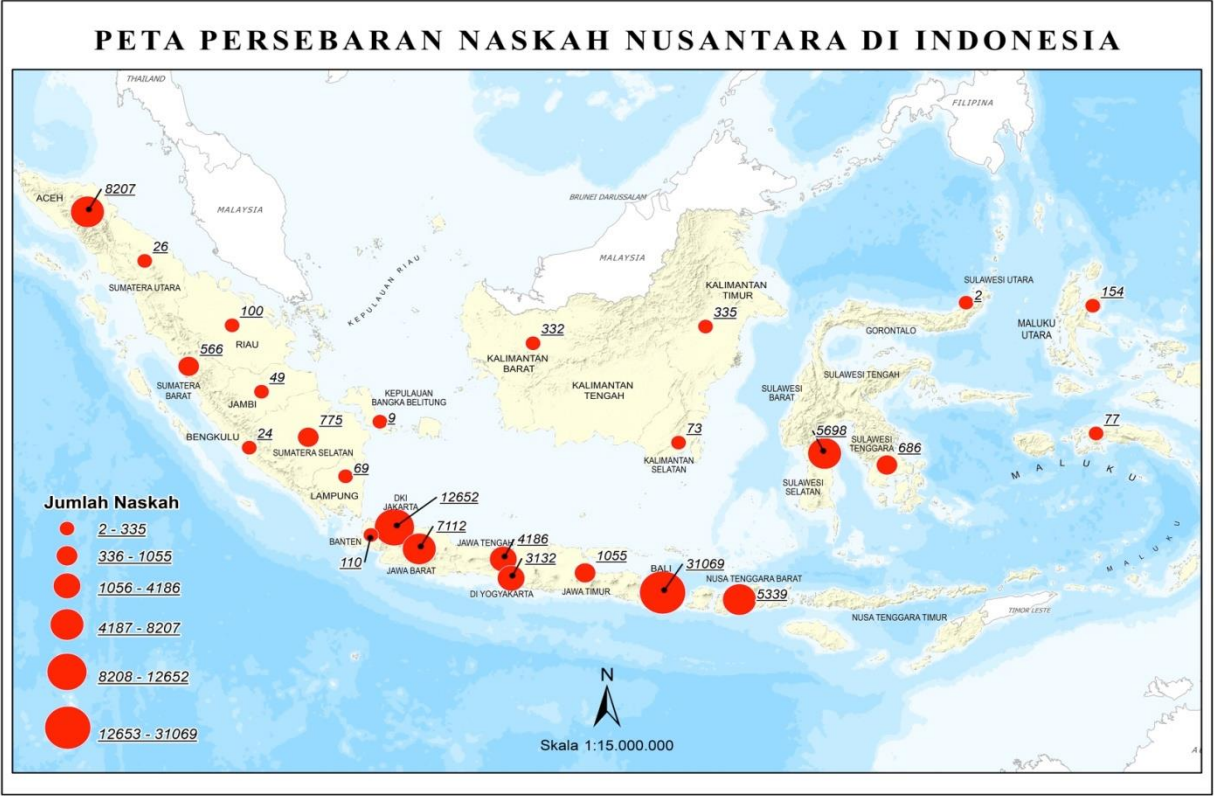 PETA PERSEBARAN NASKAH NUSANTARA DI INDONESIA
THAILAND
FILIPINA
ACEH
8207
MALAYSIA
BRUNEI DARUSSALAM
MALAYSIA
26
SUMATERA UTARA
KEPULAUAN RIAU
KALIMANTAN
TIMUR
335
SULAWESI UTARA
2
154
MALUKU
UTARA
GORONTALO
100
RIAU
332
KALIMANTAN
BARAT
566
SUMATERA
BARAT
49
JAMBI
KEPULAUAN
BANGKA BELITUNG
9
KALIMANTAN
TENGAH
SULAWESI
BARAT
SULAWESI TENGAH
BENGKULU
24
775
SUMATERA SELATAN
73
KALIMANTAN
SELATAN
5698
SULAWESI
TENGGARA
686
SULAWESI
SELATAN
77
MALUKU
MALUKU
69
LAMPUNG
DKI
JAKARTA
12652
BANTEN
110
7112
JAWA BARAT
JAWA TENGAH
4186
3132
DI YOGYAKARTA
1055
JAWA TIMUR
BALI
31069
NUSA TENGGARA BARAT
5339
NUSA TENGGARA TIMUR
TIMOR LESTE
Jumlah Naskah
2 - 335
336 - 1055
1056 - 4186
4187 - 8207
8208 - 12652
12653 - 31069
N
Skala 1:15.000.000